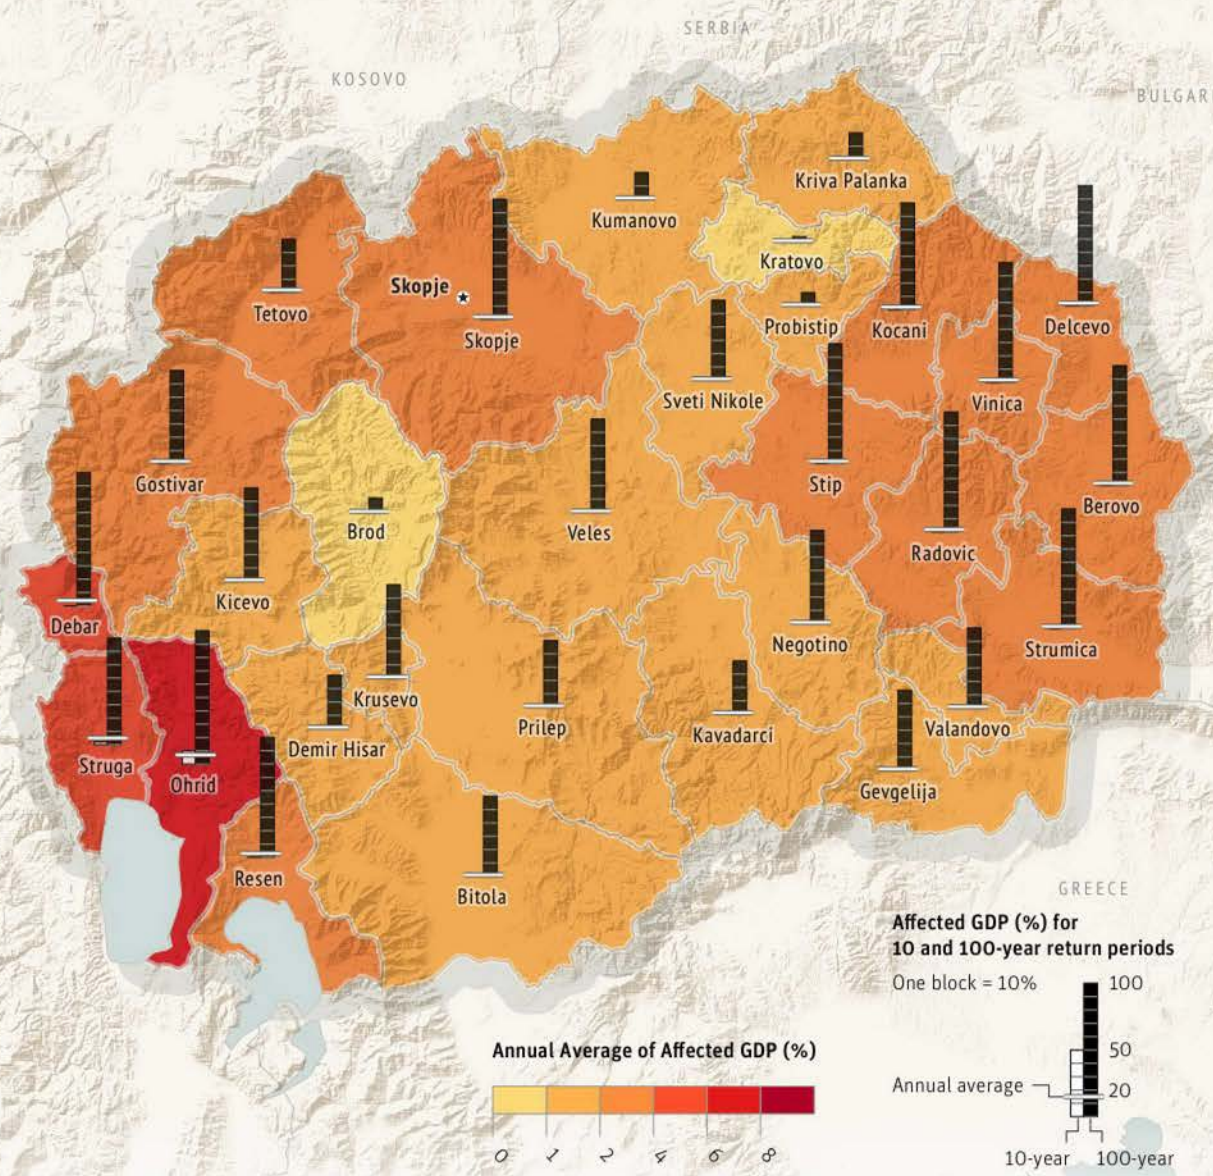 SERBIA
KOSOVO
BULGAR
Kriva Palanka
Kumanovo
Kratovo
Skopje
Tetovo
Probistip
Kocani
Delcevo
Skopje
Sveti Nikole
Vinica
Gostivar
Stip
Berovo
Brod
Veles
Radovic
Kicevo
Debar
Negotino
Strumica
Krusevo
Prilep
Valandovo
Kavadarci
Demir Hisar
Struga
Ohrid
Gevgelija
Resen
Bitola
GREECE
Affected GDP (%) for
10 and 100-year return periods
One block = 10%
100
50
Annual average
20
10-year 100-year
Annual Average of Affected GDP (%)
0 1 2 4 6 8